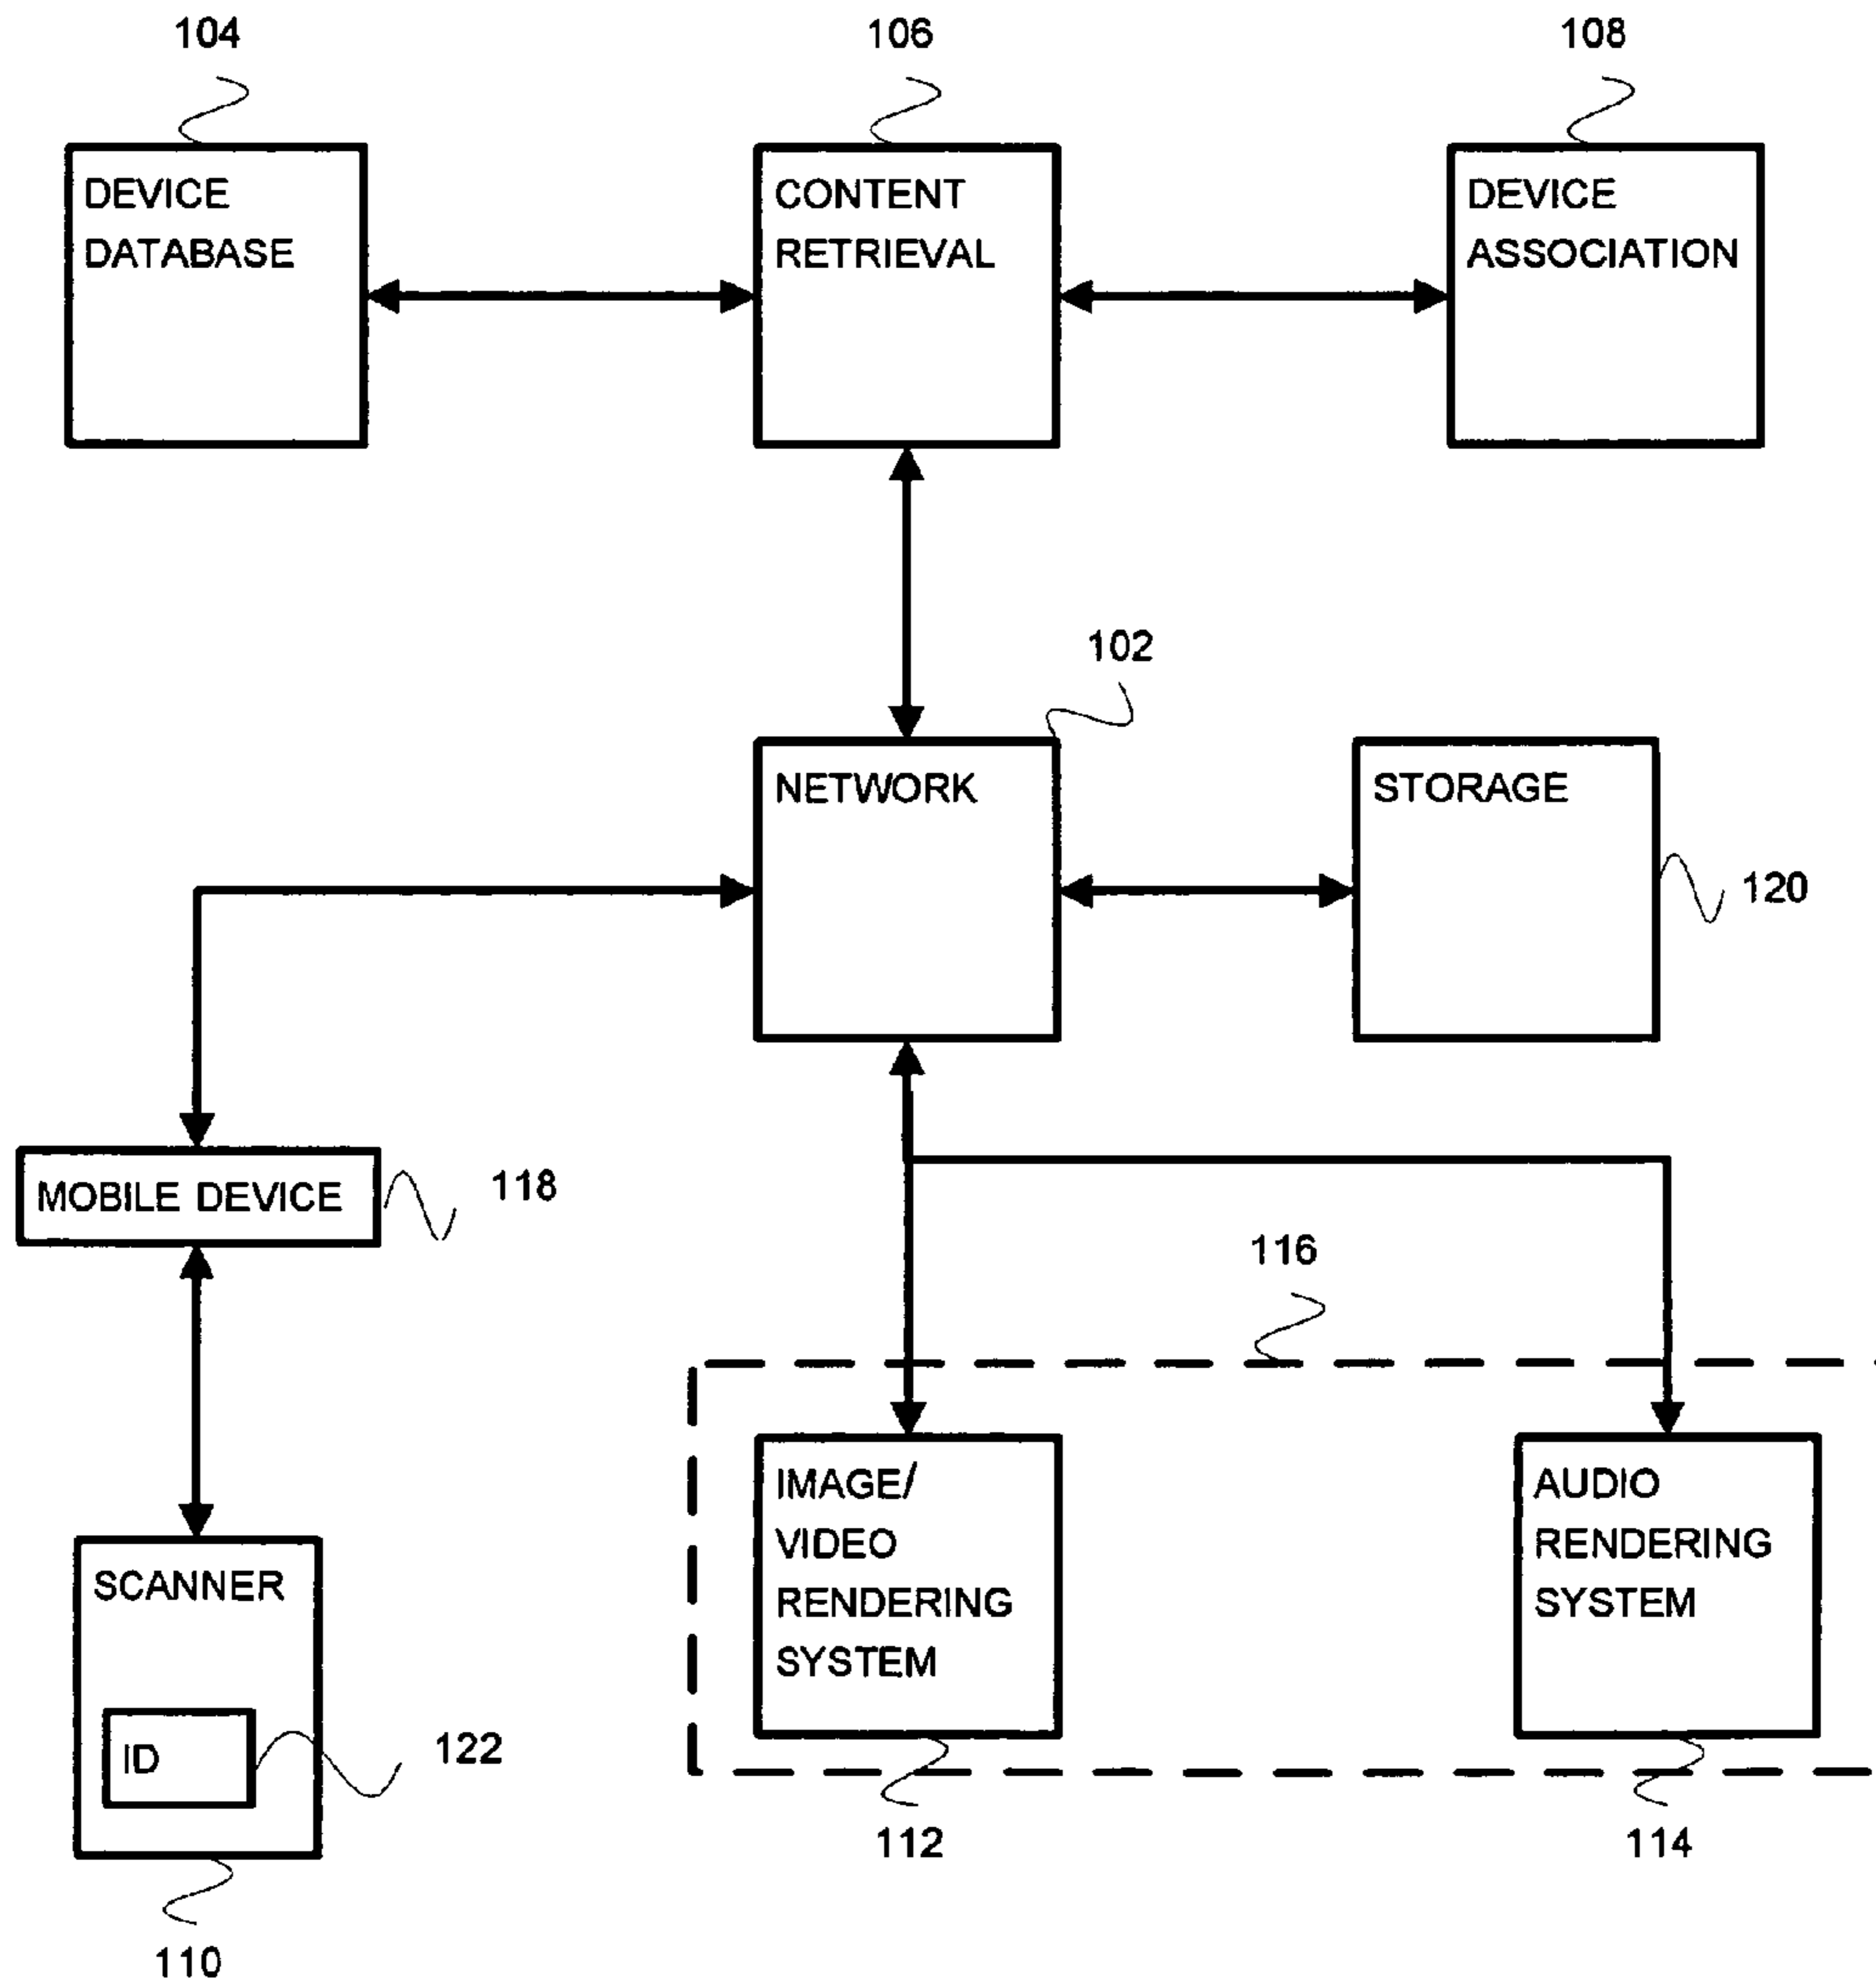 104
106
108
DEVICE
DATABASE
CONTENT
RETRIEVAL
DEVICE
ASSOCIATION
102
NETWORK
STORAGE
120
MOBILE DEVICE
118
116
IMAGE/
VIDEO
RENDERING
SYSTEM
AUDIO
RENDERING
SYSTEM
SCANNER
ID
122
112
114
110